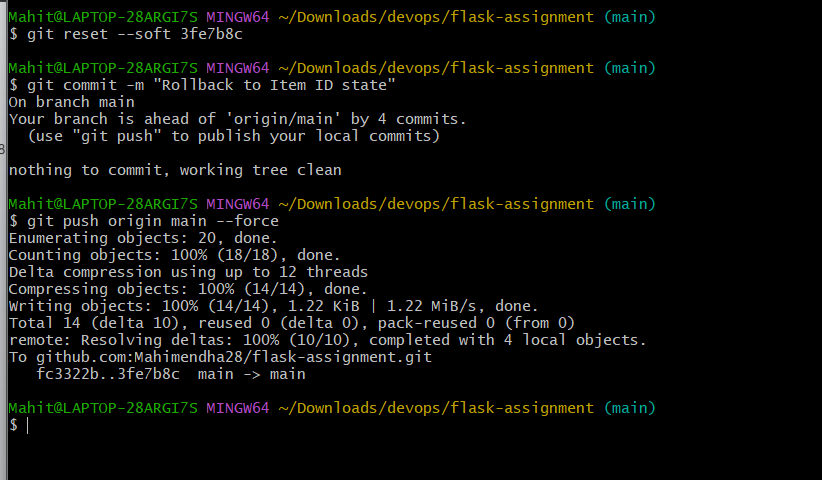 Mahit@LAPTOP-28ARGI7S MINGW64 ~/Downloads/devops/flask-assignment (main)
$ git reset --soft 3fe7b8c
Mahit@LAPTOP-28ARGI7S MINGW64 ~/Downloads/devops/flask-assignment (main)
$ git commit -m "Rollback to Item ID state"
On branch main
Your branch is ahead of 'origin/main' by 4 commits.
  (use "git push" to publish your local commits)
8
nothing to commit, working tree clean
Mahit@LAPTOP-28ARGI7S MINGW64 ~/Downloads/devops/flask-assignment (main)
$ git push origin main --force
Enumerating objects: 20, done.
Counting objects: 100% (18/18), done.
Delta compression using up to 12 threads
Compressing objects: 100% (14/14), done.
Writing objects: 100% (14/14), 1.22 KiB | 1.22 MiB/s, done.
Total 14 (delta 10), reused 0 (delta 0), pack-reused 0 (from 0)
remote: Resolving deltas: 100% (10/10), completed with 4 local objects.
To github.com:Mahimendha28/flask-assignment.git
   fc3322b..3fe7b8c  main -> main
Mahit@LAPTOP-28ARGI7S MINGW64 ~/Downloads/devops/flask-assignment (main)
$